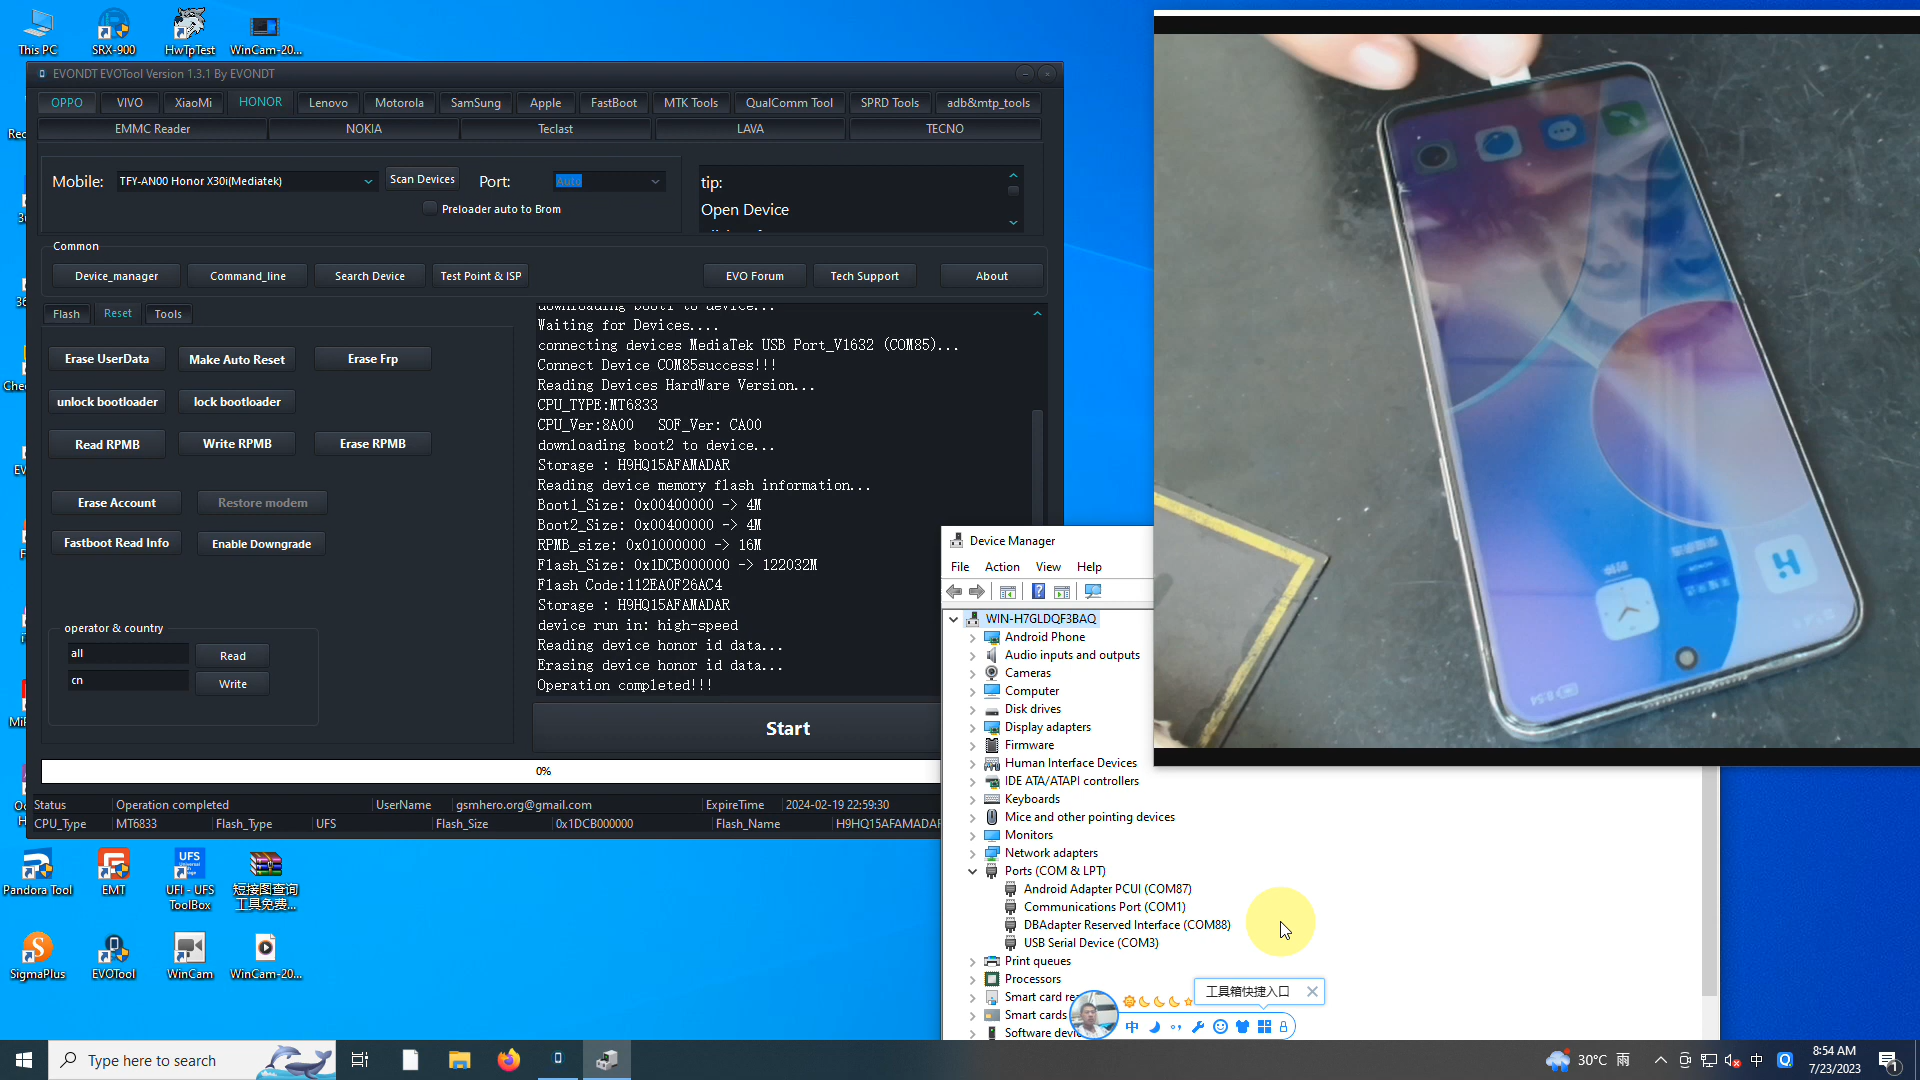 This PC
SRX-900
HwTpTest
WinCam-20...
EVONDT EVOTool Version 1.3.1 By EVONDT
OPPO VIVO XiaoMi HONOR Lenovo Motorola SamSung Apple FastBoot MTK Tools QualComm Tool SPRD Tools adb&mtp_tools
EMMC Reader NOKIA Teclast LAVA TECNO
Mobile: TFY-AN00 Honor X30i(Mediatek) Scan Devices Port: Auto
Preloader auto to Brom
tip:
Open Device
Common
Device_manager Command_line Search Device Test Point & ISP EVO Forum Tech Support About
Flash Reset Tools
Erase UserData Make Auto Reset Erase Frp
unlock bootloader lock bootloader
Read RPMB Write RPMB Erase RPMB
Erase Account Restore modem
Fastboot Read Info Enable Downgrade
operator & country
all Read
cn Write
downloading boot1 to device...
Waiting for Devices....
connecting devices MediaTek USB Port_V1632 (COM85)...
Connect Device COM85success!!!
Reading Devices HardWare Version...
CPU_TYPE:MT6833
CPU_Ver:8A00 SOF_Ver: CA00
downloading boot2 to device...
Storage : H9HQ15AFAMADAR
Reading device memory flash information...
Boot1_Size: 0x00400000 -> 4M
Boot2_Size: 0x00400000 -> 4M
RPMB_size: 0x01000000 -> 16M
Flash_Size: 0x1DCB000000 -> 122032M
Flash Code:112EA0F26AC4
Storage : H9HQ15AFAMADAR
device run in: high-speed
Reading device honor id data...
Erasing device honor id data...
Operation completed!!!
Start
0%
Status Operation completed UserName gsmhero.org@gmail.com ExpireTime 2024-02-19 22:59:30
CPU_Type MT6833 Flash_Type UFS Flash_Size 0x1DCB000000 Flash_Name H9HQ15AFAMADAR
Device Manager
File Action View Help
WIN-H7GLDQF3BAQ
Android Phone
Audio inputs and outputs
Cameras
Computer
Disk drives
Display adapters
Firmware
Human Interface Devices
IDE ATA/ATAPI controllers
Keyboards
Mice and other pointing devices
Monitors
Network adapters
Ports (COM & LPT)
Android Adapter PCUI (COM87)
Communications Port (COM1)
DBAdapter Reserved Interface (COM88)
USB Serial Device (COM3)
Print queues
Processors
Smart card rea
Smart cards
Software devi
工具箱快捷入口
中
8:54
Pandora Tool
EMT
UFS
UFI - UFS
ToolBox
短接图查询
工具免费...
SigmaPlus
EVOTool
WinCam
WinCam-20...
Type here to search
30°C 雨
中
8:54 AM
7/23/2023
1